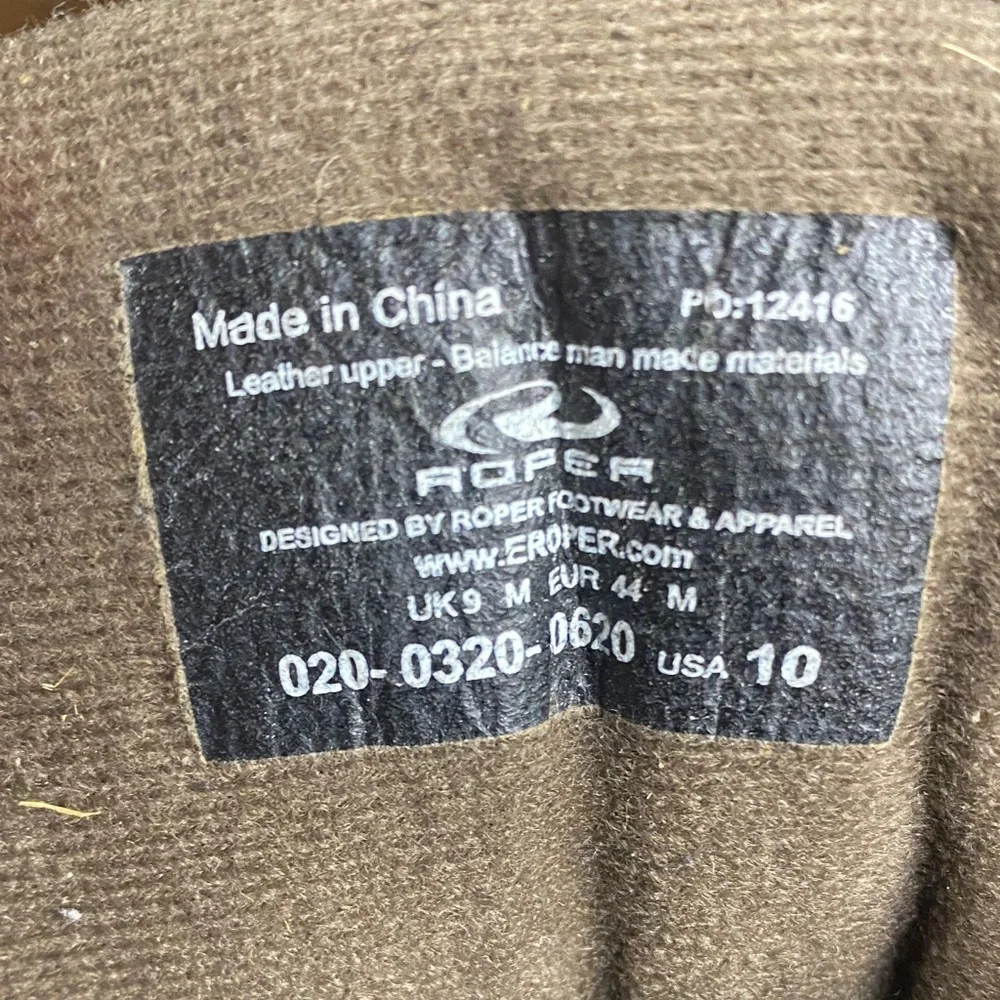 Made in China PO:12416
Leather upper - Balance man made materials
ROPER
DESIGNED BY ROPER FOOTWEAR & APPAREL
www.EROPER.com
UK 9 M EUR 44 M
020-0320-0620 USA 10